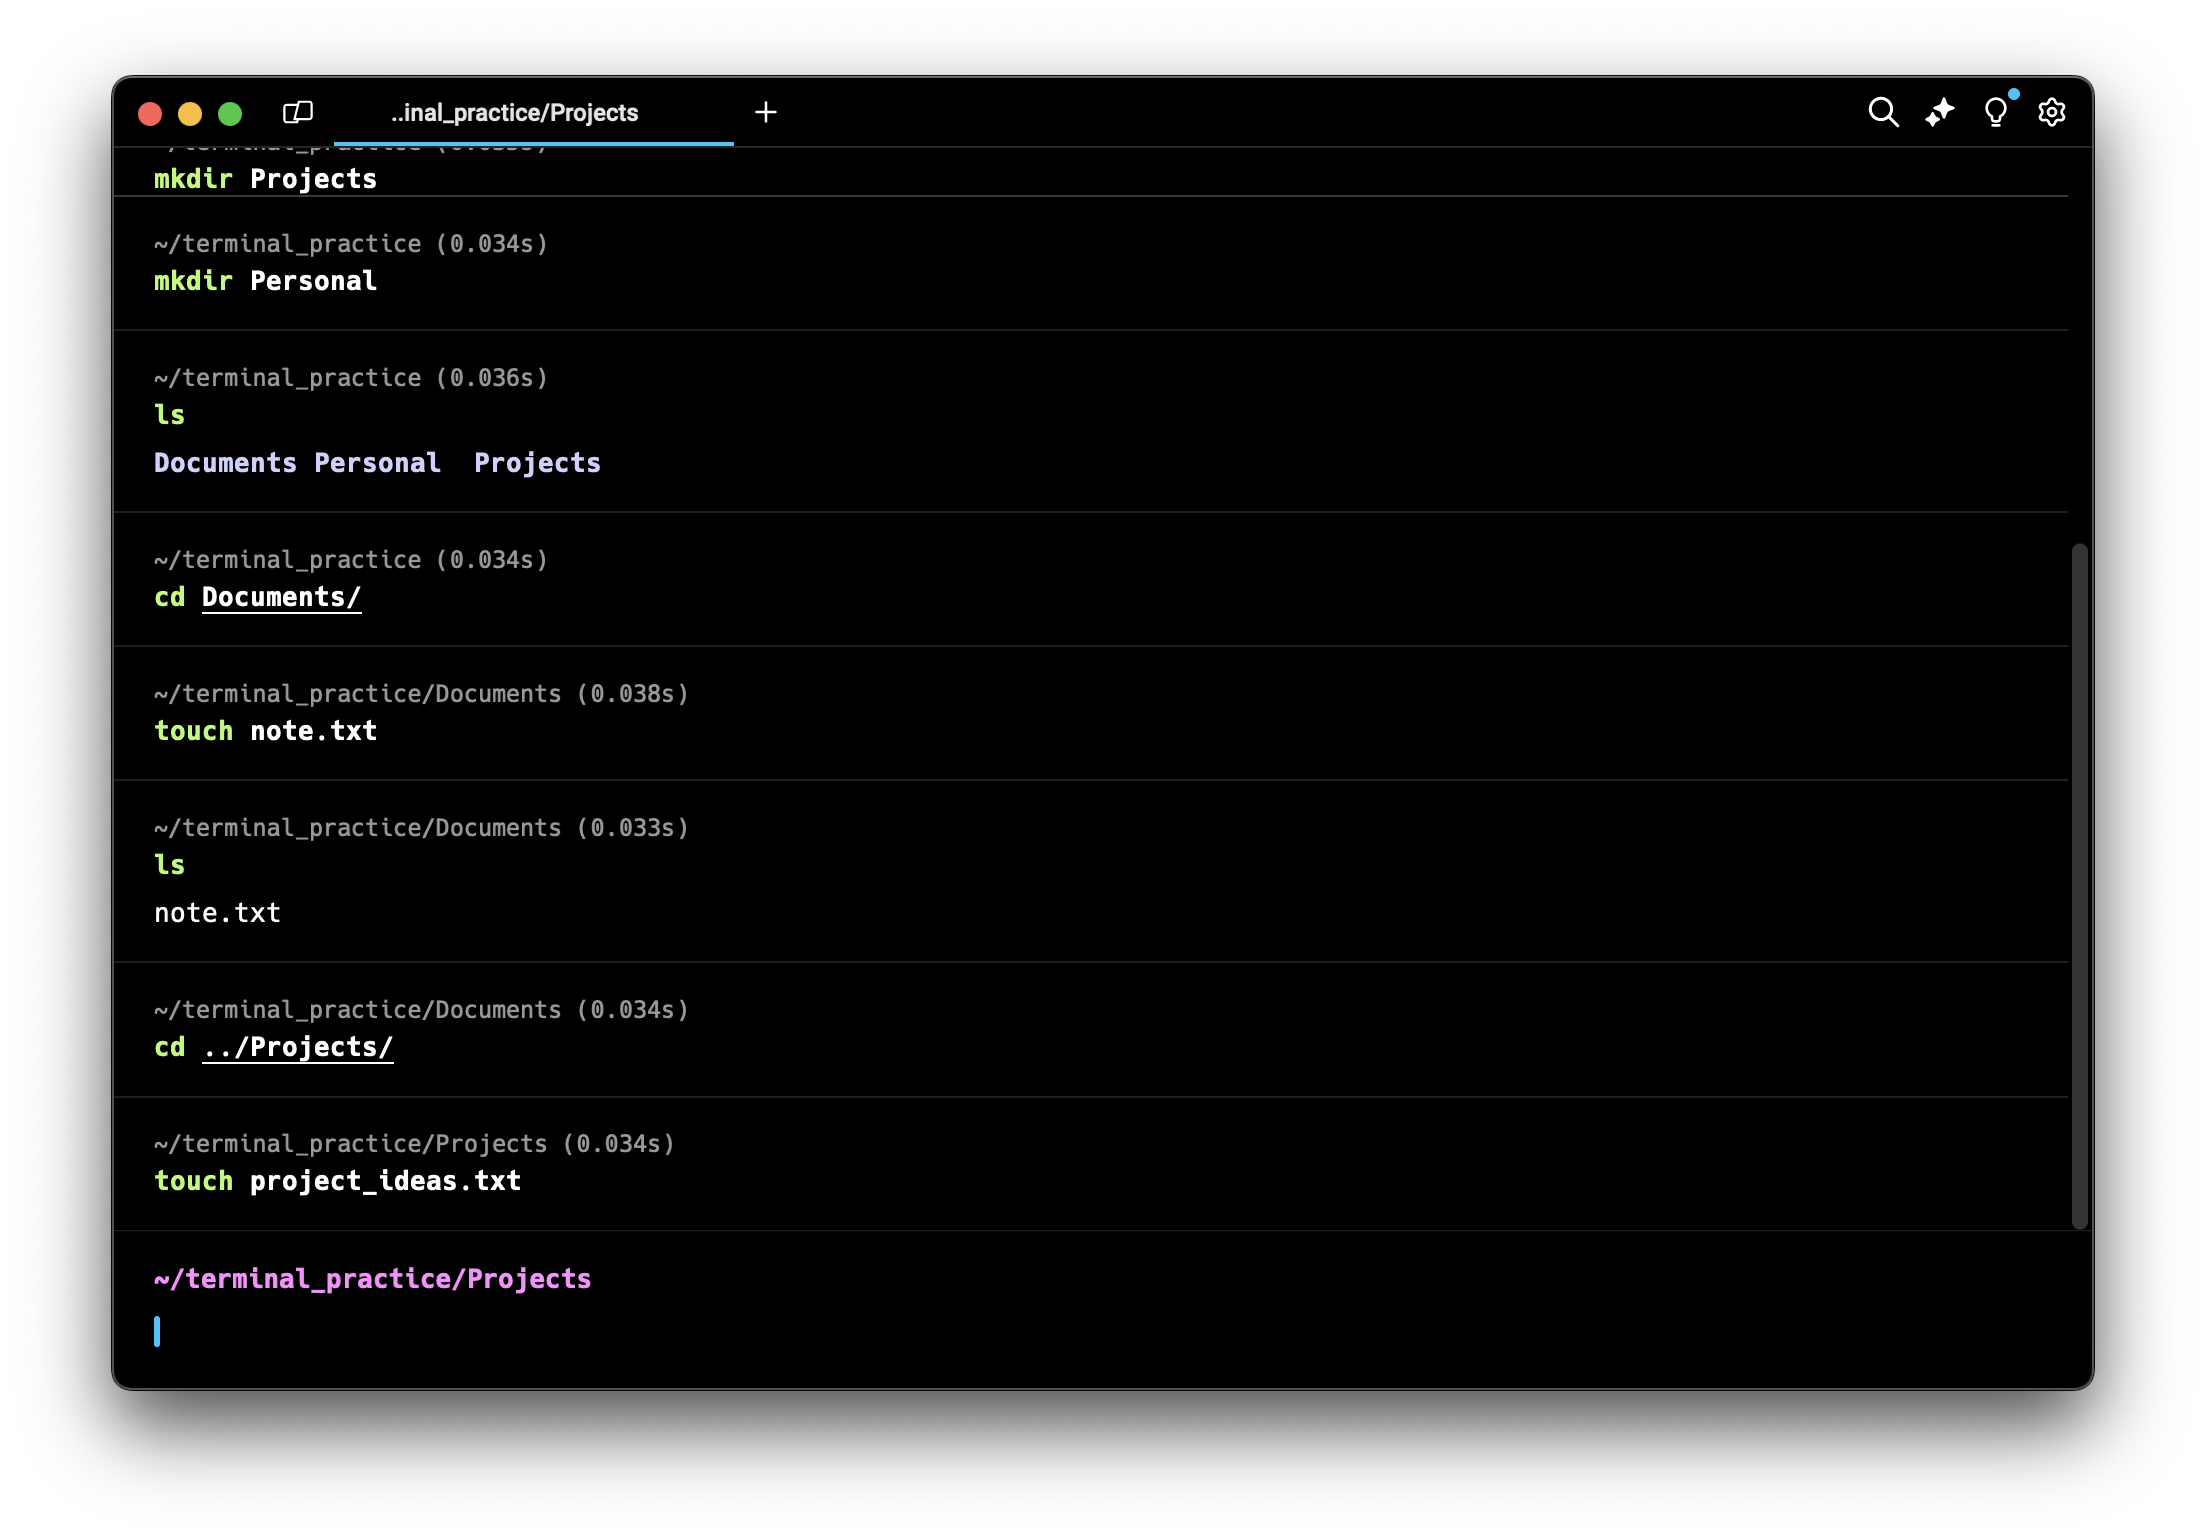 ..inal_practice/Projects
mkdir Projects
~/terminal_practice (0.034s)
mkdir Personal
~/terminal_practice (0.036s)
ls
Documents Personal  Projects
~/terminal_practice (0.034s)
cd Documents/
~/terminal_practice/Documents (0.038s)
touch note.txt
~/terminal_practice/Documents (0.033s)
ls
note.txt
~/terminal_practice/Documents (0.034s)
cd ../Projects/
~/terminal_practice/Projects (0.034s)
touch project_ideas.txt
~/terminal_practice/Projects